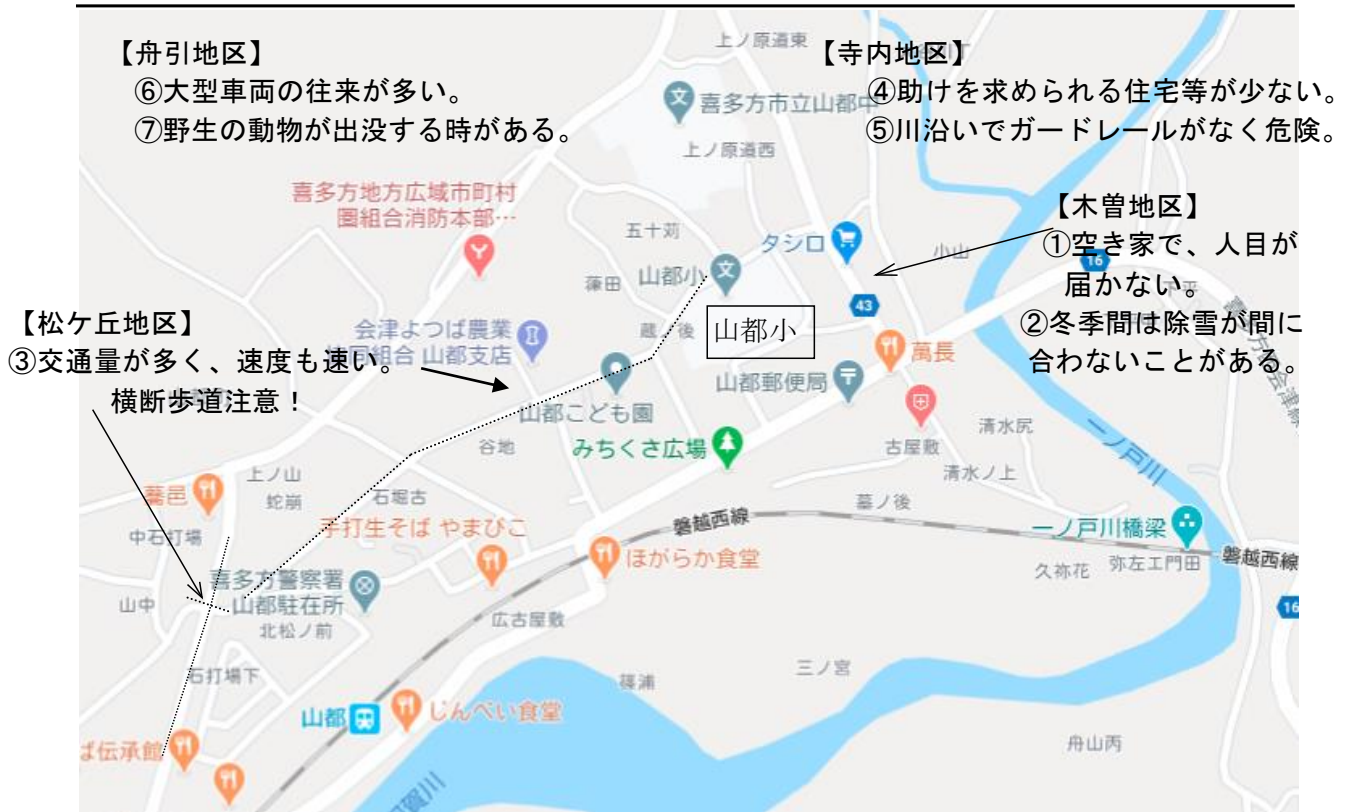 【舟引地区】
⑥大型車両の往来が多い。
⑦野生の動物が出没する時がある。
【寺内地区】
④助けを求められる住宅等が少ない。
⑤川沿いでガードレールがなく危険。
【木曽地区】
①空き家で、人目が
届かない。
②冬季間は除雪が間に
合わないことがある。
【松ケ丘地区】
③交通量が多く、速度も速い。
横断歩道注意！
上ノ原道東
喜多方市立山都中
上ノ原道西
喜多方地方広域市町村
圏組合消防本部…
五十苅
タシロ
小山
16
山都小
43
蔵ノ後
山都小
会津よつば農業
協同組合 山都支店
萬長
山都郵便局
山都こども園
谷地
みちくさ広場
古屋敷
清水尻
清水ノ上
一ノ戸川
上ノ山
蛇崩
石堀古
墓ノ後
中石打場
手打生そば やまびこ
磐越西線
一ノ戸川橋梁
ほがらか食堂
久祢花
弥左エ門田
磐越西線
喜多方警察署
山都駐在所
山中
北松ノ前
広古屋敷
16
石打場下
篠浦
三ノ宮
山都
じんべい食堂
舟山丙
ば伝承館
賀川